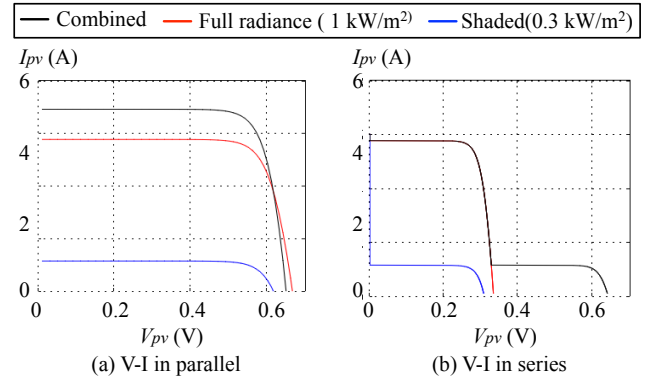 Combined Full radiance ( 1 kW/m²) Shaded(0.3 kW/m²)
Ipv (A) Ipv (A)
6 6
4 4
2 2
0 0
0 0.2 0.4 0.6 0 0.2 0.4 0.6
Vpv (V) Vpv (V)
(a) V-I in parallel (b) V-I in series